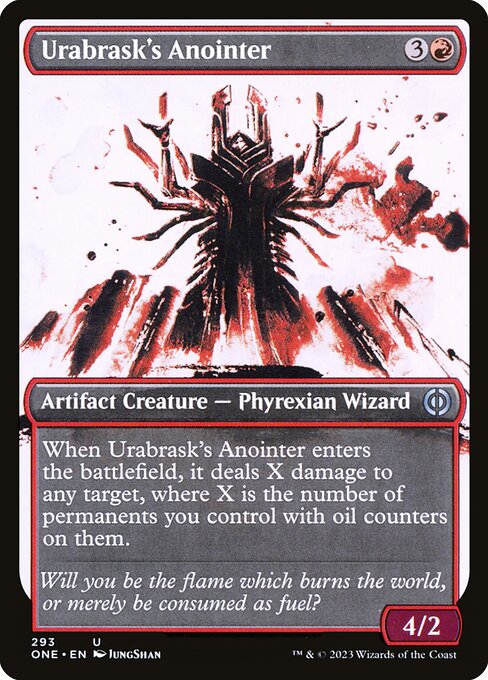 Urabrask's Anointer 3
Artifact Creature — Phyrexian Wizard
When Urabrask's Anointer enters
the battlefield, it deals X damage to
any target, where X is the number of
permanents you control with oil counters
on them.
Will you be the flame which burns the world,
or merely be consumed as fuel?
4/2
293 U
ONE • EN JungShan
™ & © 2023 Wizards of the Coast